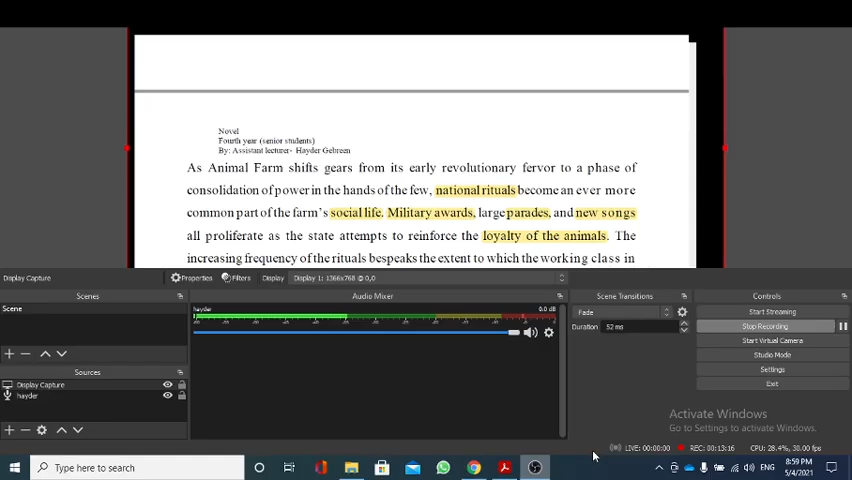 Novel
Fourth year (senior students)
By: Assistant lecturer- Hayder Gebreen
As Animal Farm shifts gears from its early revolutionary fervor to a phase of
consolidation of power in the hands of the few, national rituals become an ever more
common part of the farm's social life. Military awards, large parades, and new songs
all proliferate as the state attempts to reinforce the loyalty of the animals. The
increasing frequency of the rituals bespeaks the extent to which the working class in
Display Capture
Properties
Filters
Display
Display 1: 1366x768 @ 0,0
Scenes
Audio Mixer
Scene Transitions
Controls
Scene
hayder
0.0 dB
Fade
Start Streaming
Duration
52 ms
Stop Recording
Start Virtual Camera
Studio Mode
Settings
Exit
Sources
Display Capture
hayder
Activate Windows
Go to Settings to activate Windows.
LIVE: 00:00:00
REC: 00:13:16
CPU: 28.4%, 30.00 fps
Type here to search
ENG
8:59 PM
5/4/2021